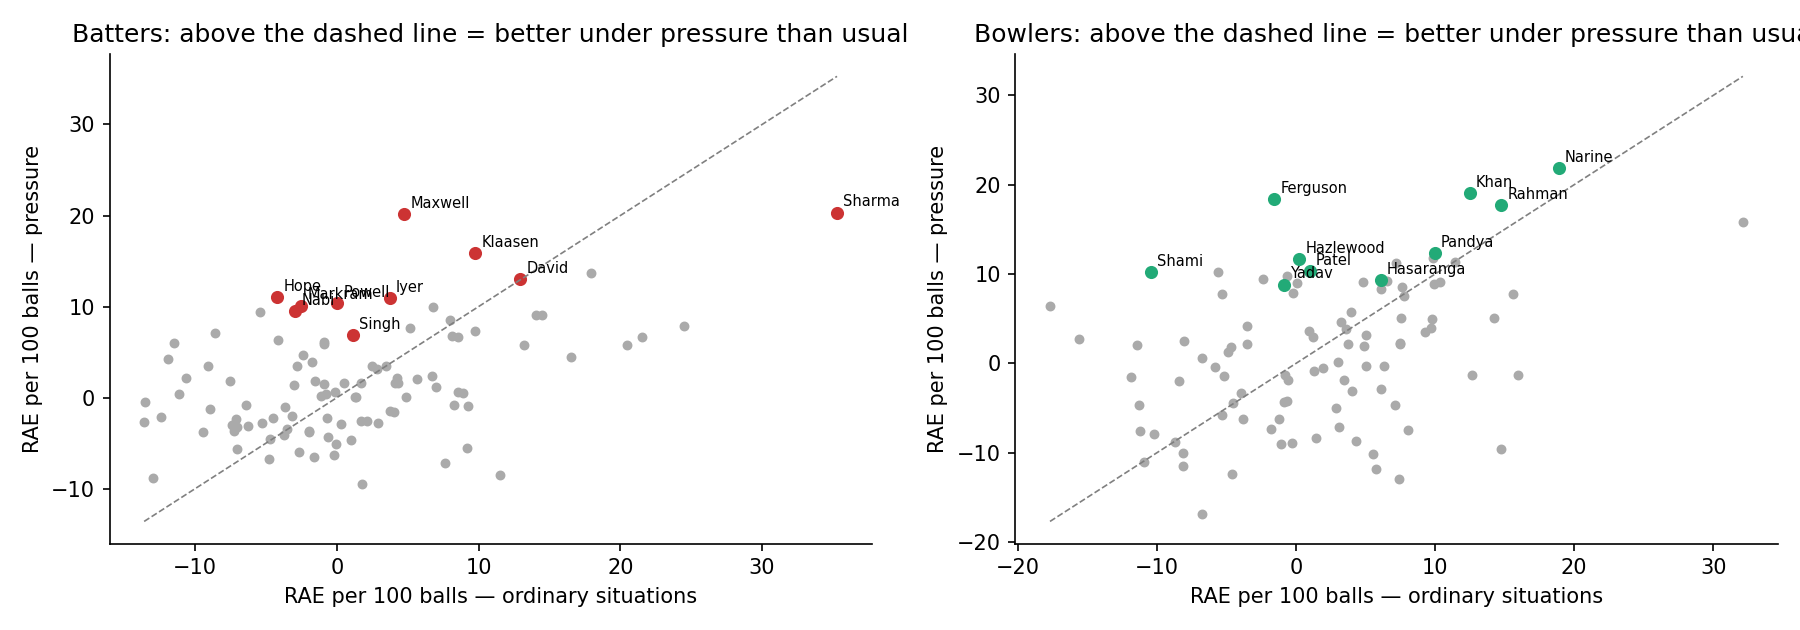 Batters: above the dashed line = better under pressure than usual
RAE per 100 balls — pressure
30
20
10
0
−10
Maxwell
Sharma
Klaasen
David
Hope
Markram
Powell
Iyer
Nabi
Singh
−10
0
10
20
30
RAE per 100 balls — ordinary situations
Bowlers: above the dashed line = better under pressure than usua
RAE per 100 balls — pressure
30
20
10
0
−10
−20
Narine
Ferguson
Khan
Rahman
Hazlewood
Pandya
Shami
Patel
Yadav
Hasaranga
−20
−10
0
10
20
30
RAE per 100 balls — ordinary situations